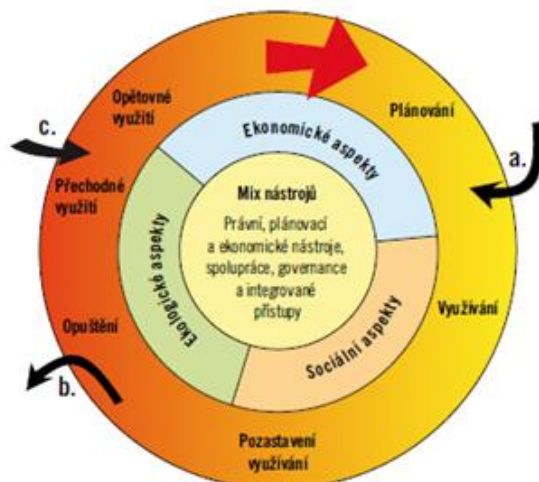 Opětovné
využití
Plánování
c.
a.
Ekonomické aspekty
Přechodné
využití
Mix nástrojů
Právní, plánovací
a ekonomické nástroje,
spolupráce, governance
a integrované
přístupy
Ekologické aspekty
Sociální aspekty
Opuštění
Využívání
b.
Pozastavení
využívání